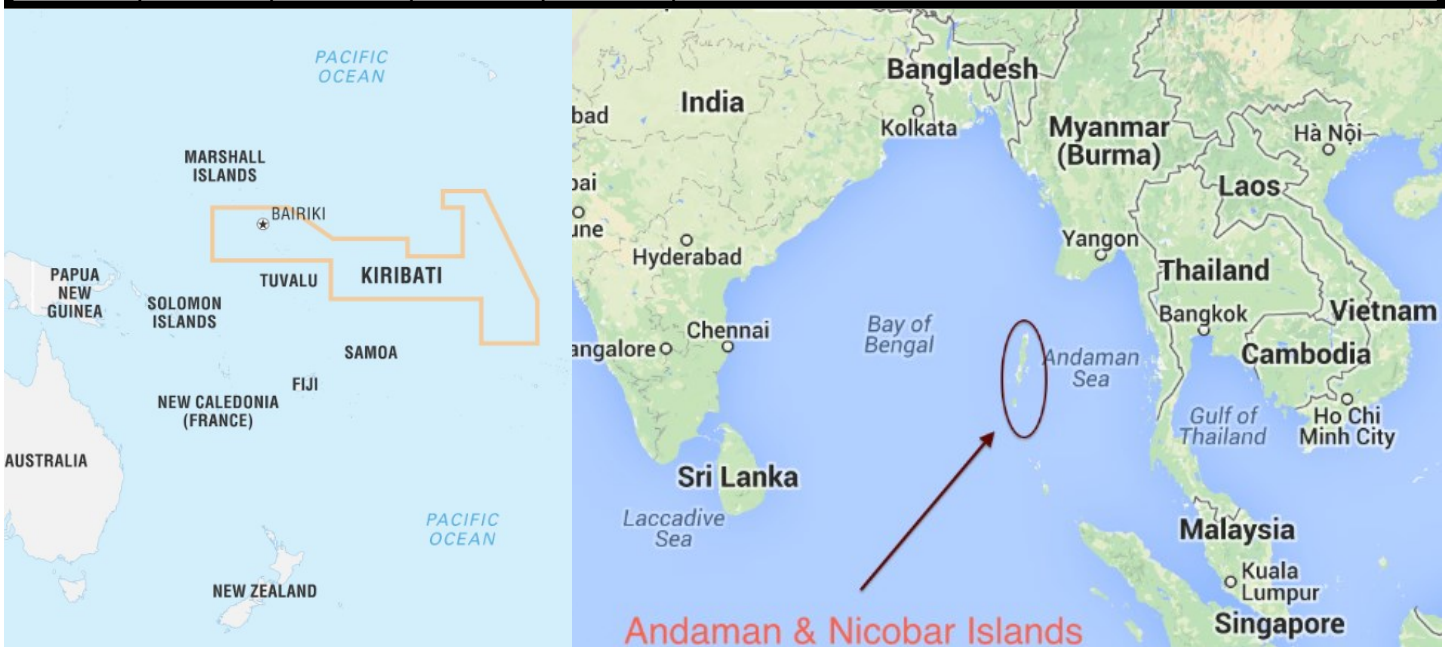 PACIFIC
OCEAN
MARSHALL
ISLANDS
BAIRIKI
PAPUA
NEW
GUINEA
TUVALU
KIRIBATI
SOLOMON
ISLANDS
SAMOA
FIJI
NEW CALEDONIA
(FRANCE)
AUSTRALIA
PACIFIC
OCEAN
NEW ZEALAND
Bangladesh
India
bad
Kolkata
Myanmar
(Burma)
Hà Nội
Laos
bai
une
Hyderabad
Yangon
Thailand
Bay of
Bengal
Chennai
angalore
Bangkok
Vietnam
Andaman
Sea
Cambodia
Gulf of
Thailand
Ho Chi
Minh City
Sri Lanka
Laccadive
Sea
Malaysia
Kuala
Lumpur
Singapore
Andaman & Nicobar Islands